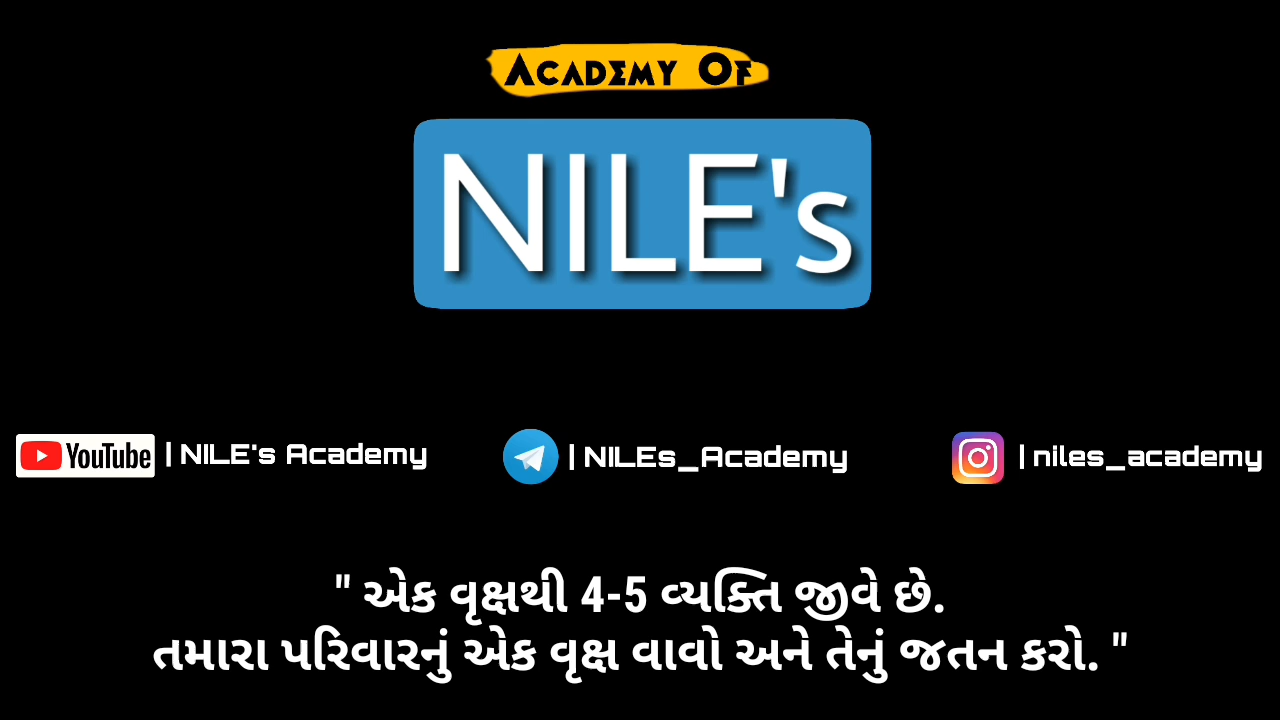 Academy Of
NILE's
YouTube | NILE's Academy
| NILEs_Academy
| niles_academy
" એક વૃક્ષથી 4-5 વ્યક્તિ જીવે છે.
તમારા પરિવારનું એક વૃક્ષ વાવો અને તેનું જતન કરો. "